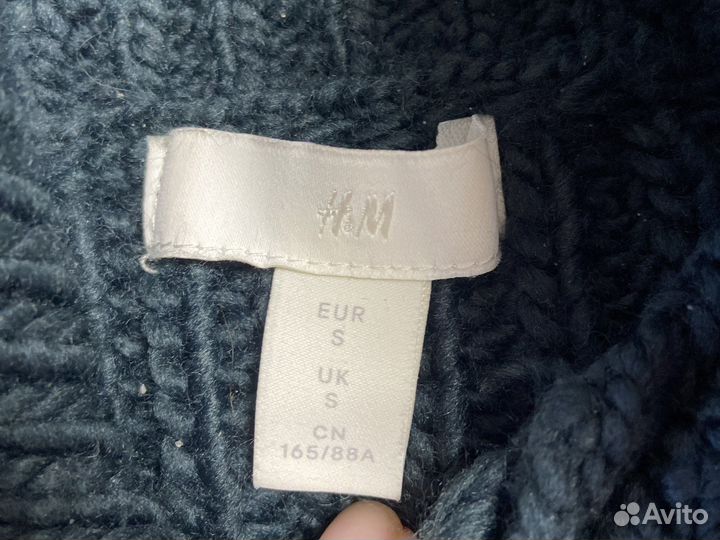 H&M
EUR
S
UK
S
CN
165/88A
Avito